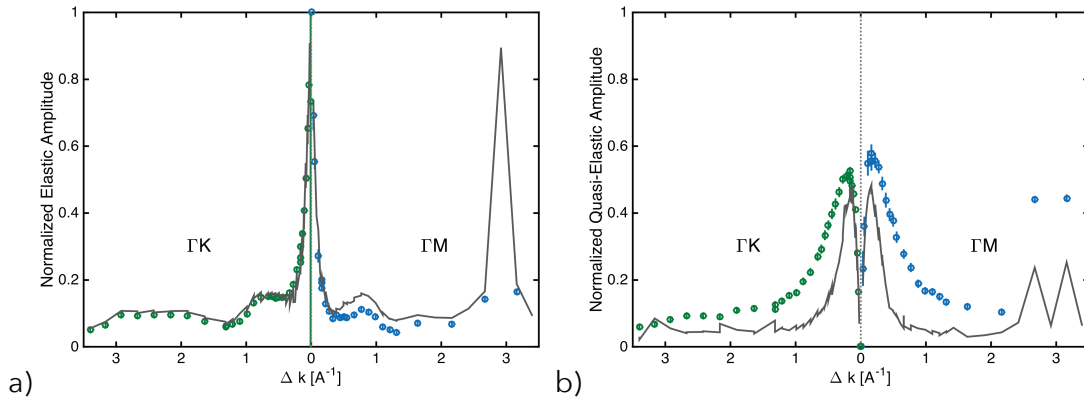 Normalized Elastic Amplitude
1
0.8
0.6
0.4
0.2
0
ΓK
ΓM
3 2 1 0 1 2 3
Δ k [A⁻¹]
a)
Normalized Quasi-Elastic Amplitude
1
0.8
0.6
0.4
0.2
0
ΓK
ΓM
3 2 1 0 1 2 3
Δ k [A⁻¹]
b)